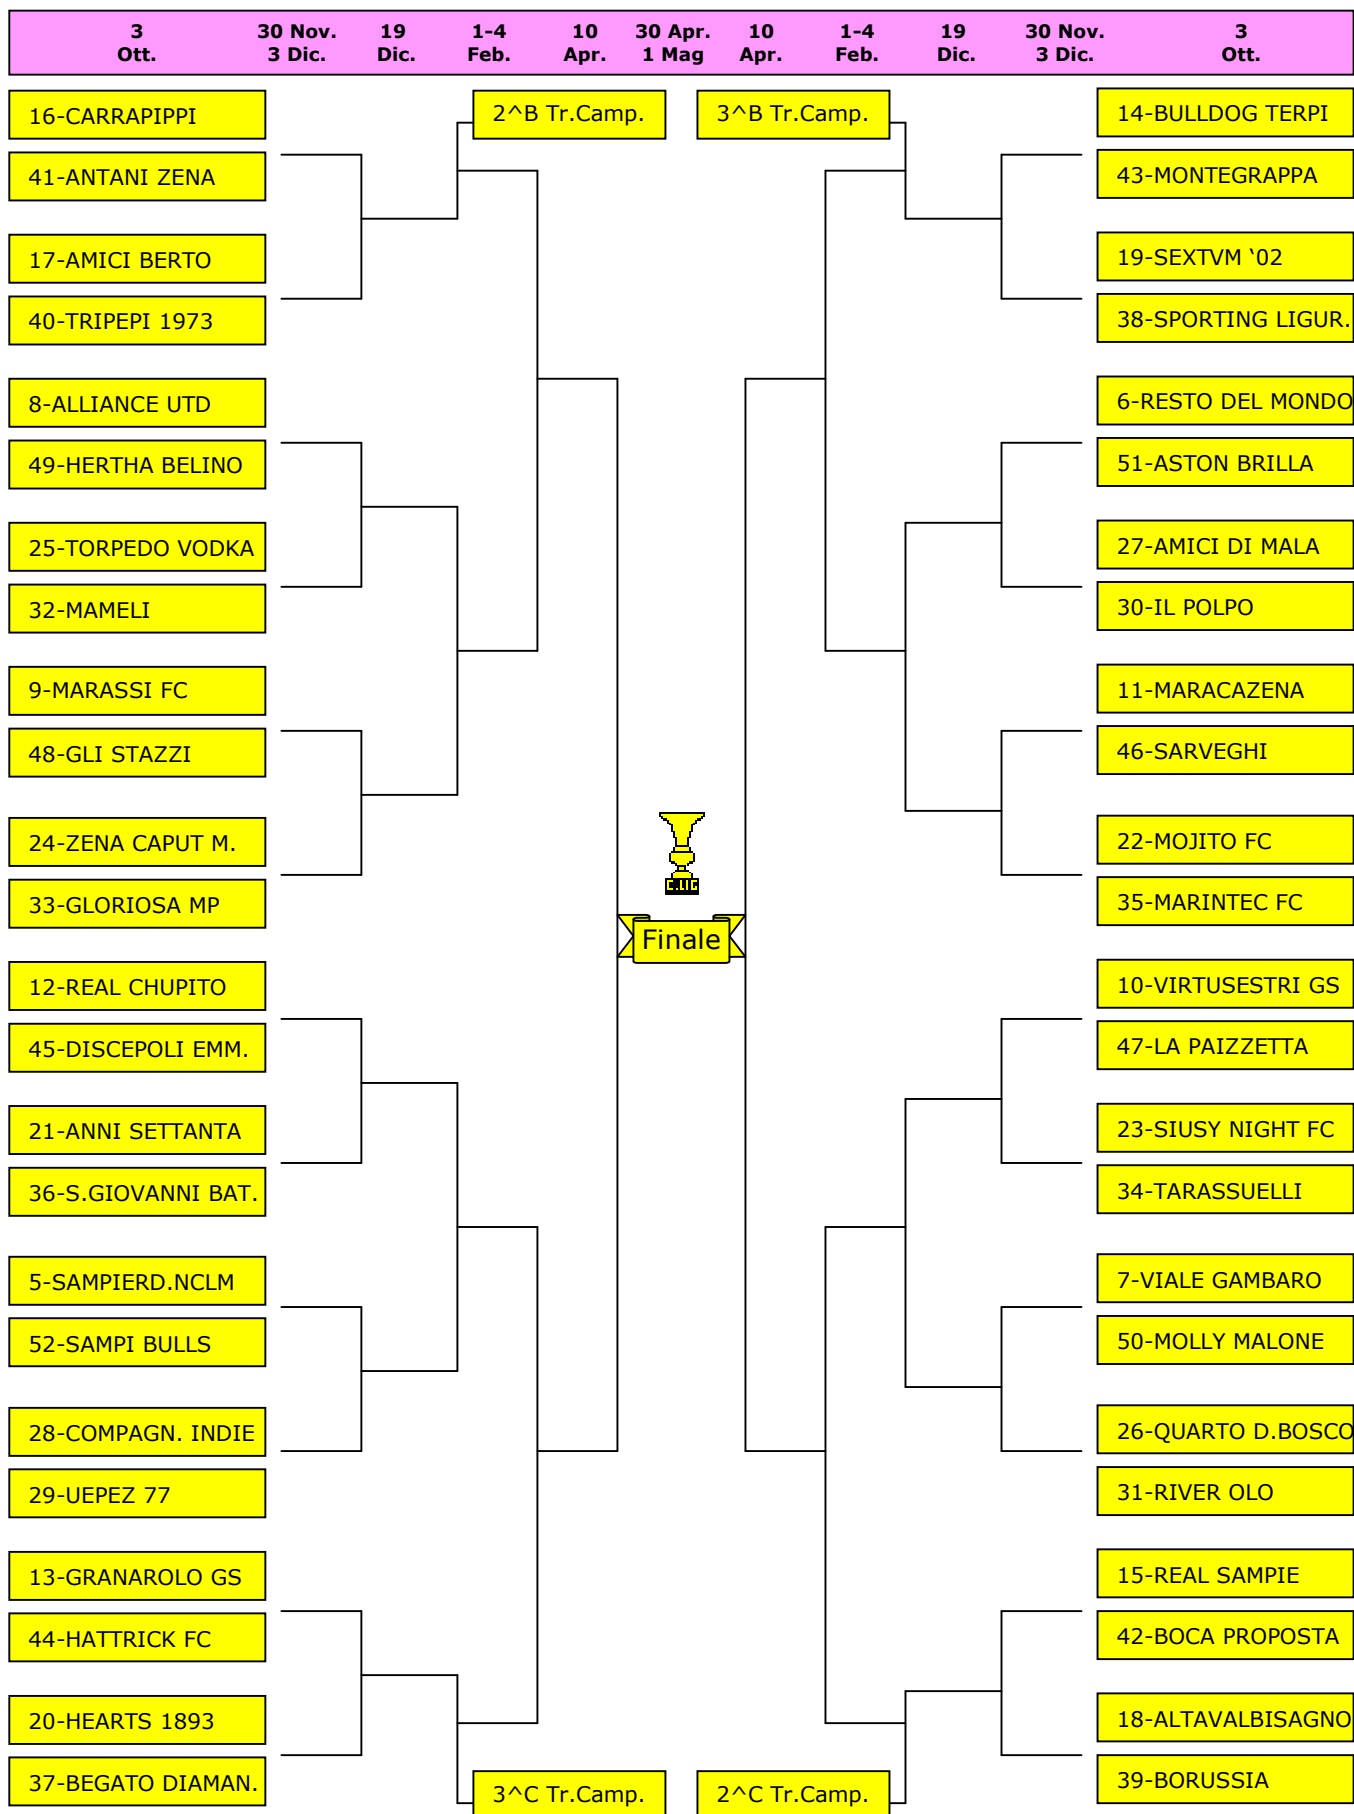 3 30 Nov. 19 1-4 10 30 Apr. 10 1-4 19 30 Nov. 3
Ott. 3 Dic. Dic. Feb. Apr. 1 Mag Apr. Feb. Dic. 3 Dic. Ott.
16-CARRAPIPPI 2^B Tr.Camp. 3^B Tr.Camp. 14-BULLDOG TERPI
41-ANTANI ZENA 43-MONTEGRAPPA
17-AMICI BERTO 19-SEXTVM ‘02
40-TRIPEPI 1973 38-SPORTING LIGUR.
8-ALLIANCE UTD 6-RESTO DEL MONDO
49-HERTHA BELINO 51-ASTON BRILLA
25-TORPEDO VODKA 27-AMICI DI MALA
32-MAMELI 30-IL POLPO
9-MARASSI FC 11-MARACAZENA
48-GLI STAZZI 46-SARVEGHI
24-ZENA CAPUT M. 22-MOJITO FC
33-GLORIOSA MP 35-MARINTEC FC
Finale
12-REAL CHUPITO 10-VIRTUSESTRI GS
45-DISCEPOLI EMM. 47-LA PAIZZETTA
21-ANNI SETTANTA 23-SIUSY NIGHT FC
36-S.GIOVANNI BAT. 34-TARASSUELLI
5-SAMPIERD.NCLM 7-VIALE GAMBARO
52-SAMPI BULLS 50-MOLLY MALONE
28-COMPAGN. INDIE 26-QUARTO D.BOSCO
29-UEPEZ 77 31-RIVER OLO
13-GRANAROLO GS 15-REAL SAMPIE
44-HATTRICK FC 42-BOCA PROPOSTA
20-HEARTS 1893 18-ALTAVALBISAGNO
37-BEGATO DIAMAN. 3^C Tr.Camp. 2^C Tr.Camp. 39-BORUSSIA